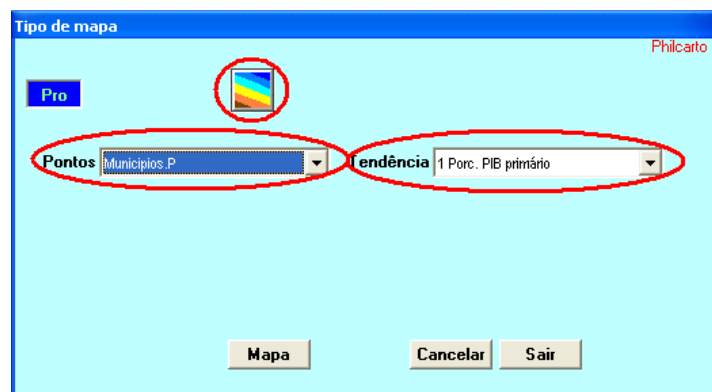 Tipo de mapa
Philcarto
Pro
Pontos Municipios.P Tendência 1 Porc. PIB primário
Mapa Cancelar Sair